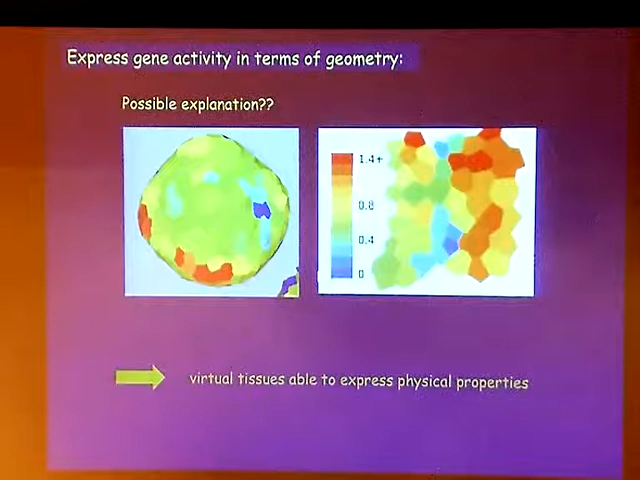 Express gene activity in terms of geometry:
Possible explanation??
1.4+
0.8
0.4
0
virtual tissues able to express physical properties